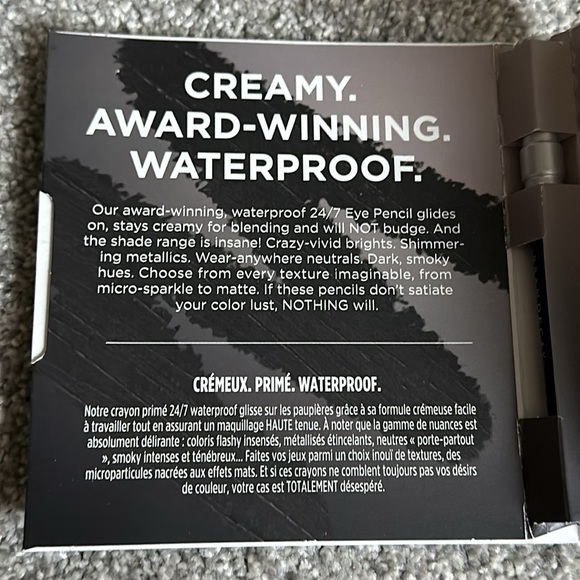 CREAMY.
AWARD-WINNING.
WATERPROOF.
Our award-winning, waterproof 24/7 Eye Pencil glides
on, stays creamy for blending and will NOT budge. And
the shade range is insane! Crazy-vivid brights. Shimmer-
ing metallics. Wear-anywhere neutrals. Dark, smoky
hues. Choose from every texture imaginable, from
micro-sparkle to matte. If these pencils don't satiate
your color lust, NOTHING will.
CRÉMEUX. PRIMÉ. WATERPROOF.
Notre crayon primé 24/7 waterproof glisse sur les paupières grâce à sa formule crémeuse facile
à travailler tout en assurant un maquillage HAUTE tenue. À noter que la gamme de nuances est
absolument délirante : coloris flashy insensés, métallisés étincelants, neutres « porte-partout
», smoky intenses et ténébreux... Faites vos jeux parmi un choix inouï de textures, des
microparticules nacrées aux effets mats. Et si ces crayons ne comblent toujours pas vos désirs
de couleur, votre cas est TOTALEMENT désespéré.